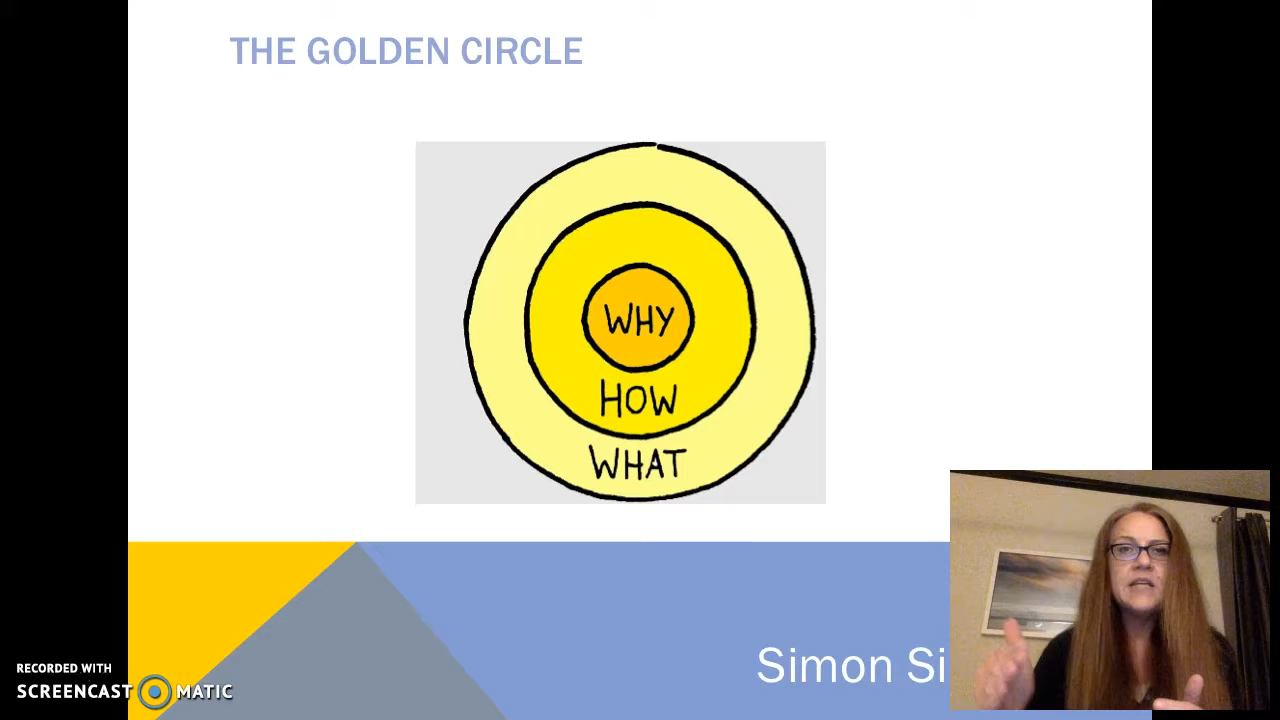 THE GOLDEN CIRCLE
WHY
HOW
WHAT
Simon Si
RECORDED WITH
SCREENCAST MATIC